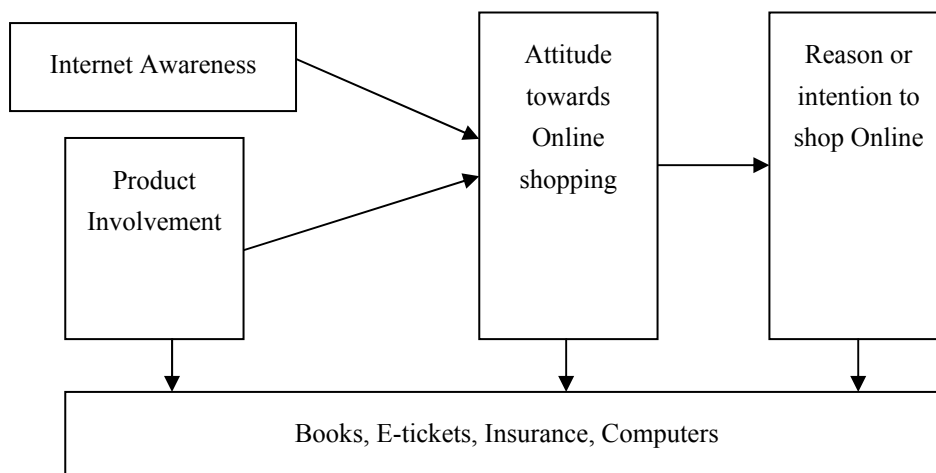 Internet Awareness
Product
Involvement
Attitude
towards
Online
shopping
Reason or
intention to
shop Online
Books, E-tickets, Insurance, Computers